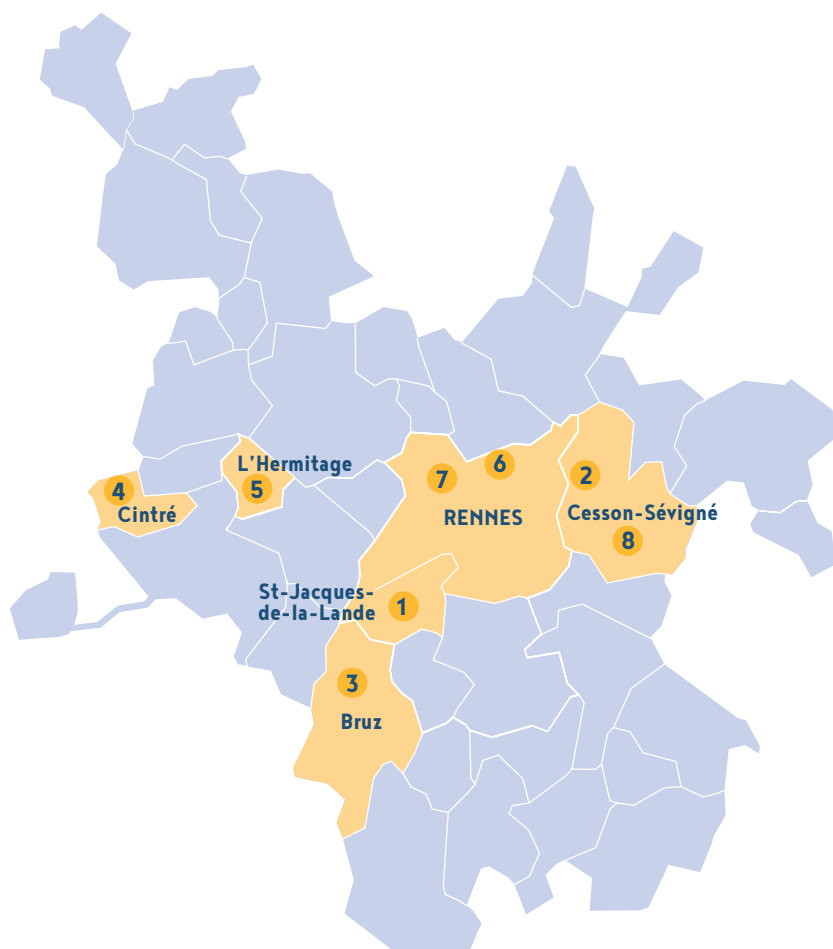 L'Hermitage
5
4
Cintré
6
7
RENNES
2
Cesson-Sévigné
8
St-Jacques-
de-la-Lande
1
3
Bruz